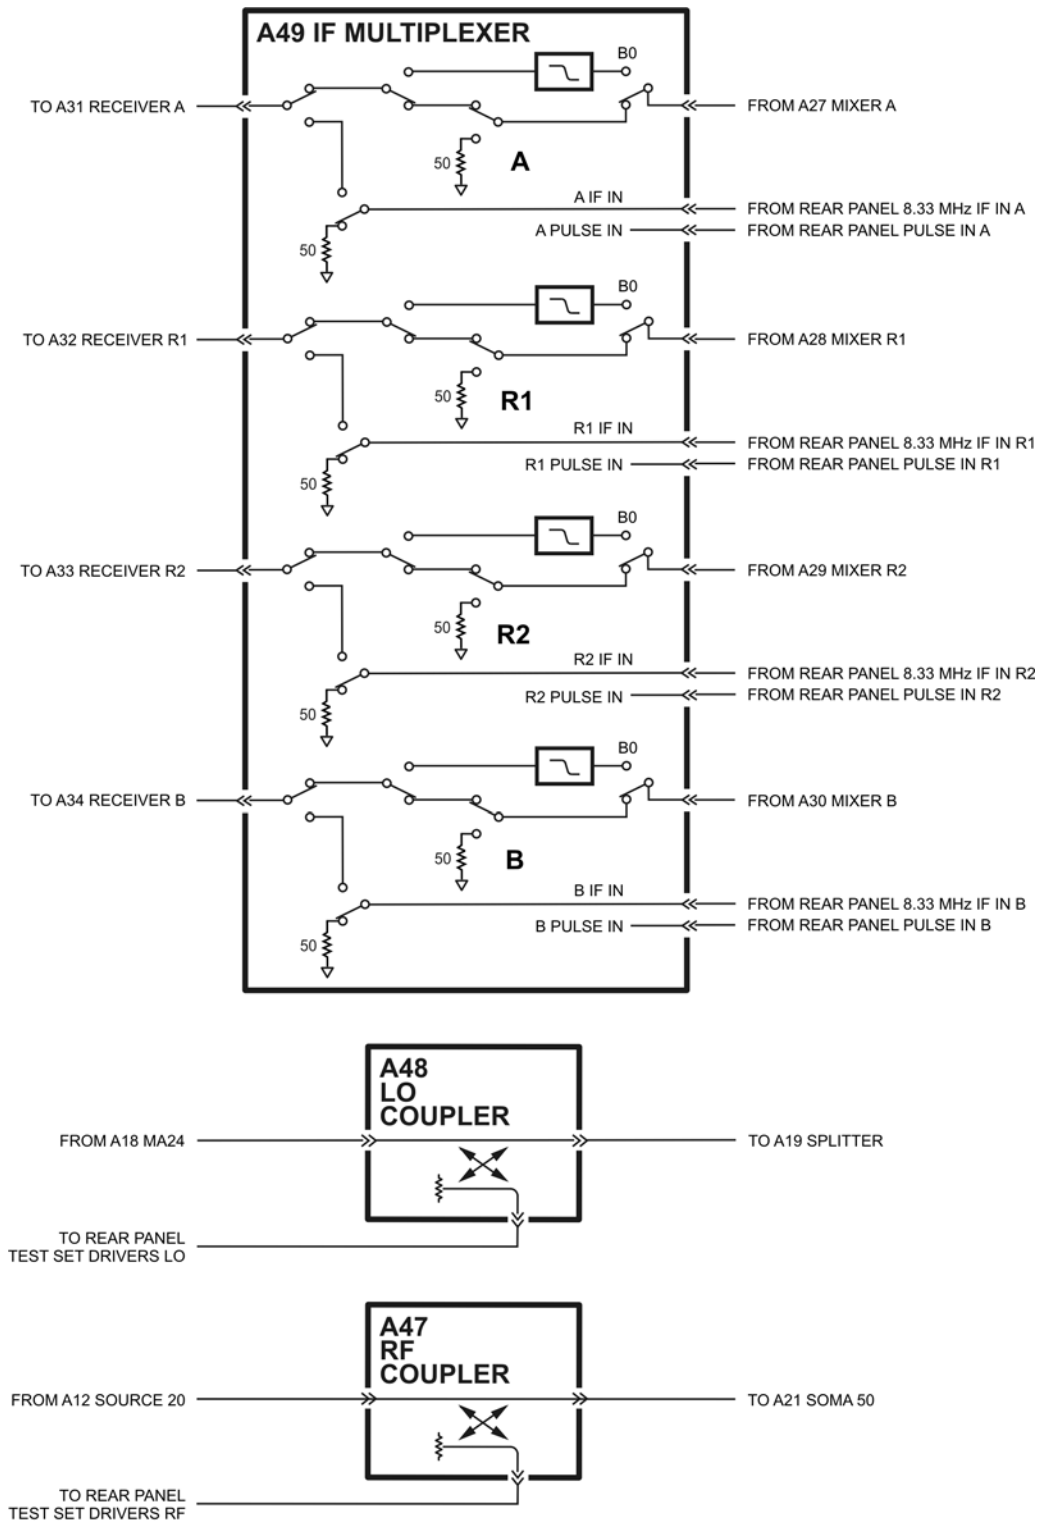 A49 IF MULTIPLEXER
B0
TO A31 RECEIVER A
FROM A27 MIXER A
50
A
A IF IN
FROM REAR PANEL 8.33 MHz IF IN A
A PULSE IN
FROM REAR PANEL PULSE IN A
50
B0
TO A32 RECEIVER R1
FROM A28 MIXER R1
50
R1
R1 IF IN
FROM REAR PANEL 8.33 MHz IF IN R1
R1 PULSE IN
FROM REAR PANEL PULSE IN R1
50
B0
TO A33 RECEIVER R2
FROM A29 MIXER R2
50
R2
R2 IF IN
FROM REAR PANEL 8.33 MHz IF IN R2
R2 PULSE IN
FROM REAR PANEL PULSE IN R2
50
B0
TO A34 RECEIVER B
FROM A30 MIXER B
50
B
B IF IN
FROM REAR PANEL 8.33 MHz IF IN B
B PULSE IN
FROM REAR PANEL PULSE IN B
50
A48
LO
COUPLER
FROM A18 MA24
TO A19 SPLITTER
TO REAR PANEL
TEST SET DRIVERS LO
A47
RF
COUPLER
FROM A12 SOURCE 20
TO A21 SOMA 50
TO REAR PANEL
TEST SET DRIVERS RF